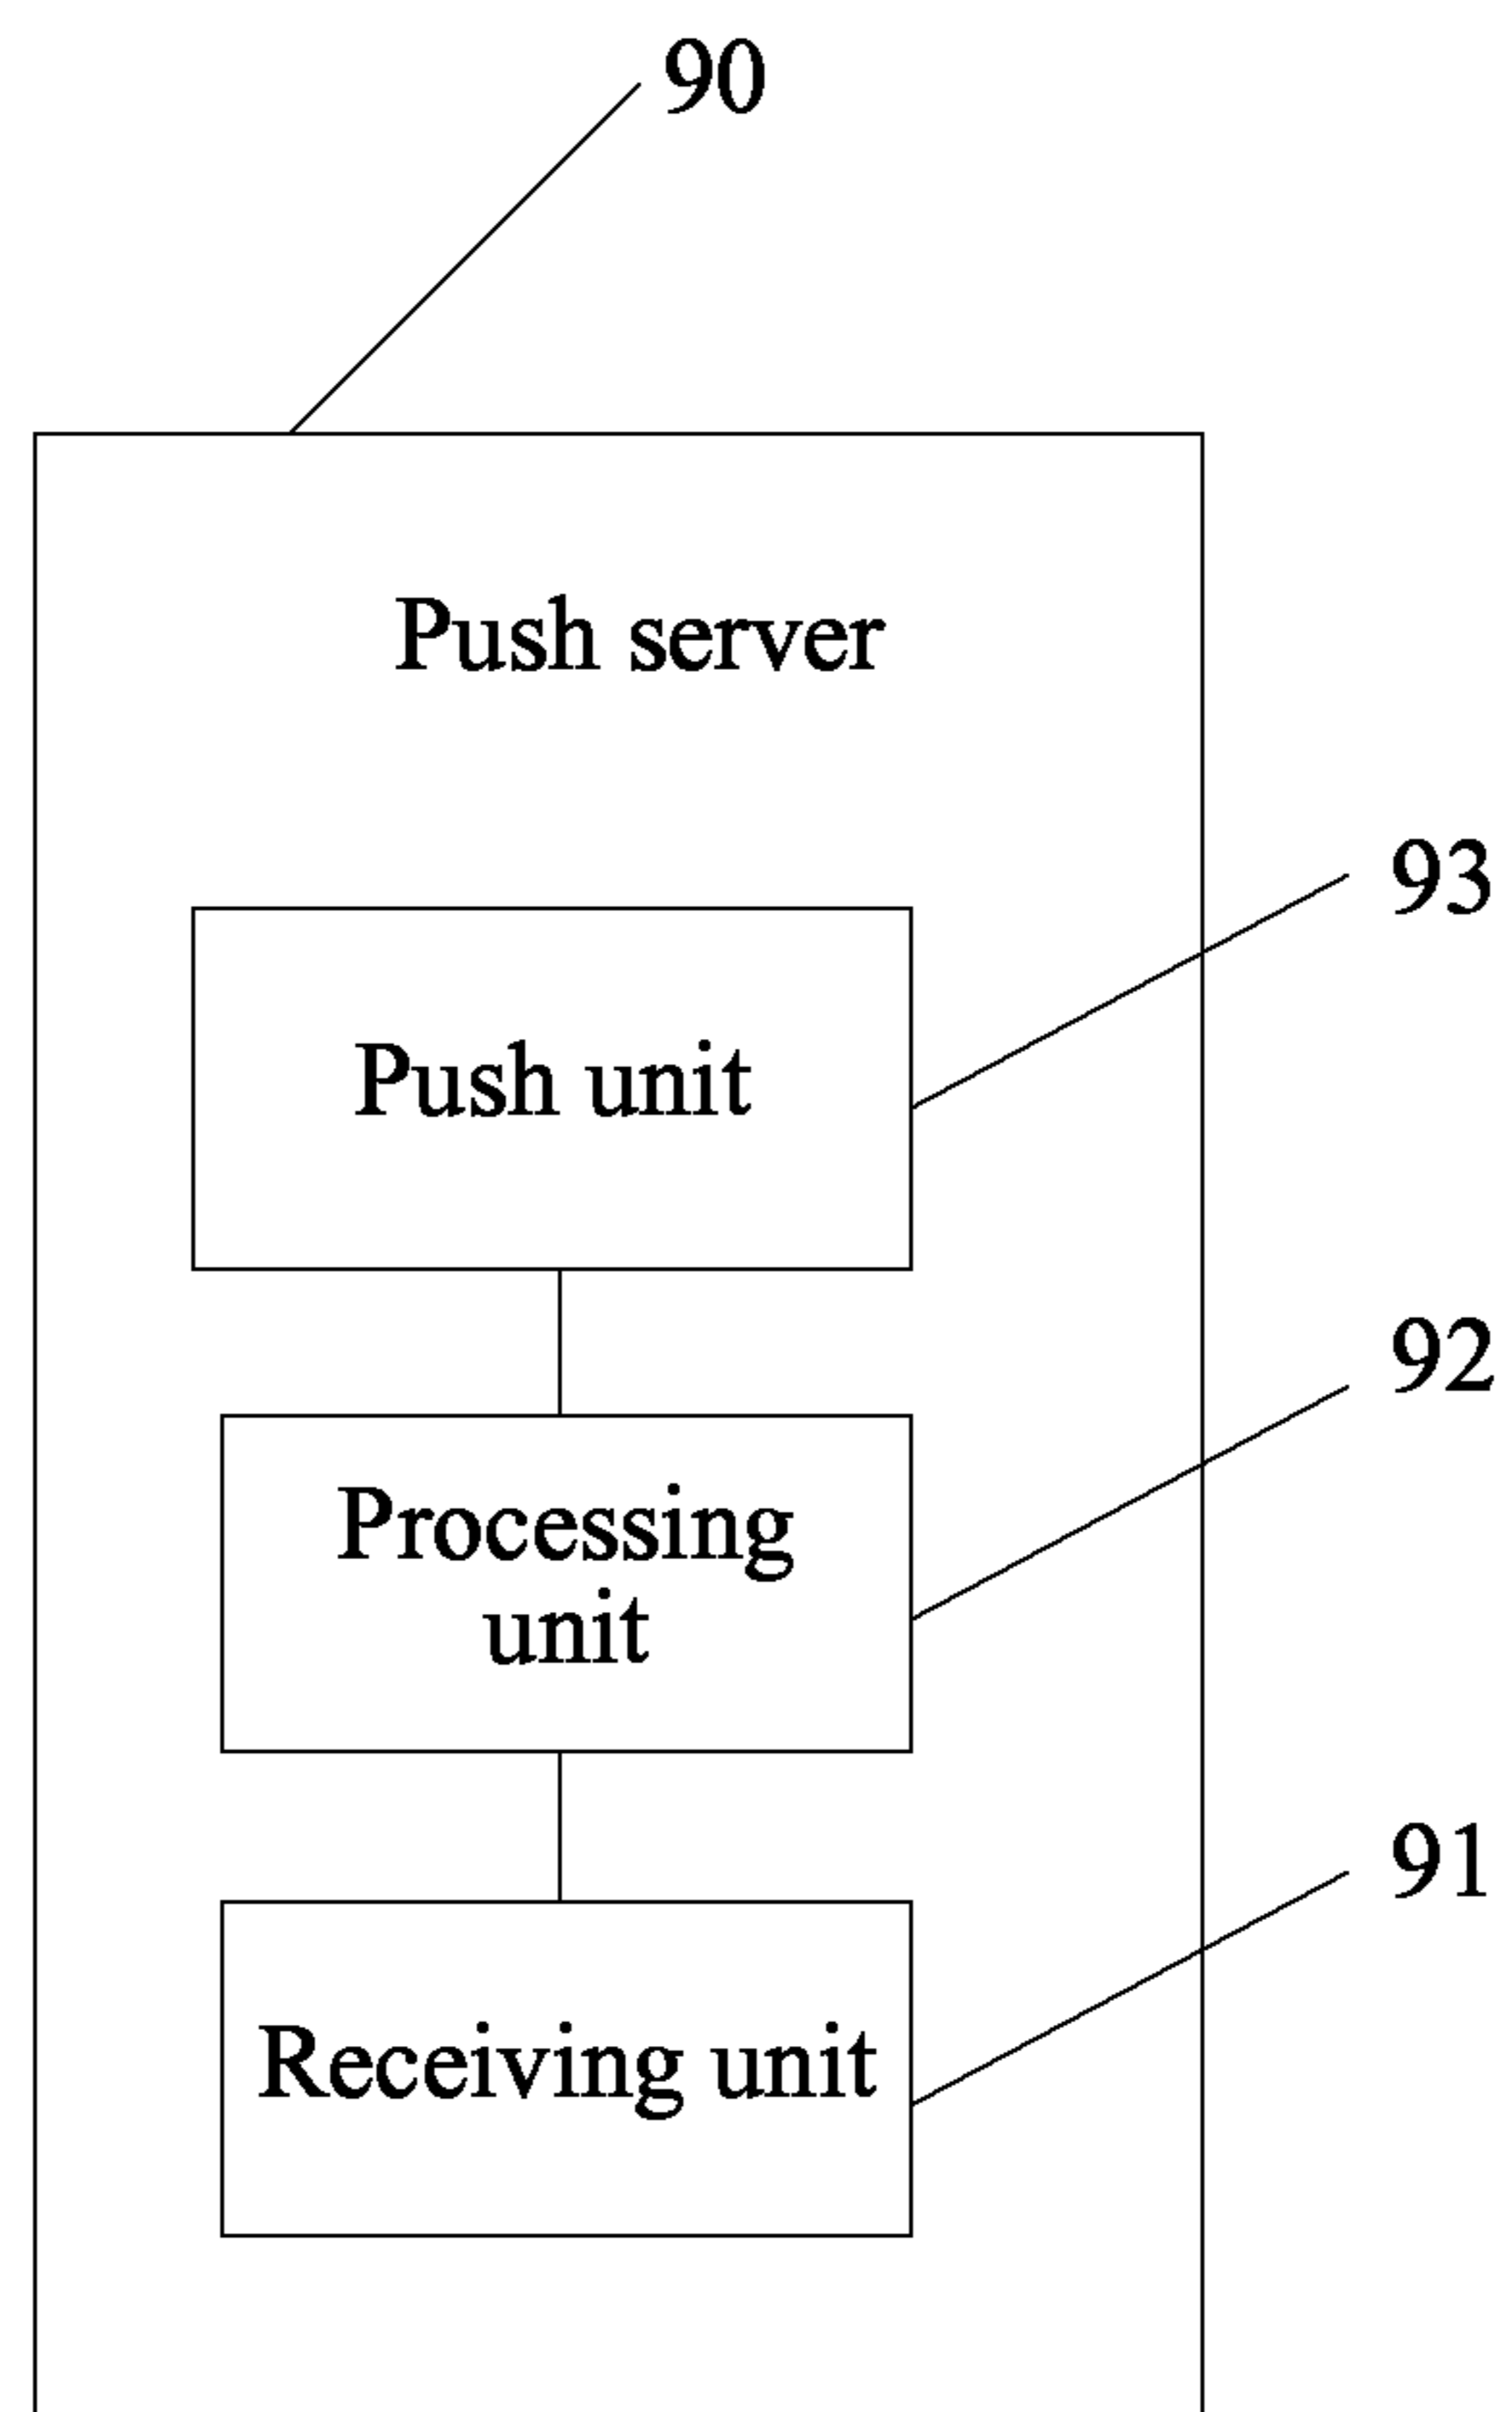 90
Push server
93
Push unit
92
Processing
unit
91
Receiving unit